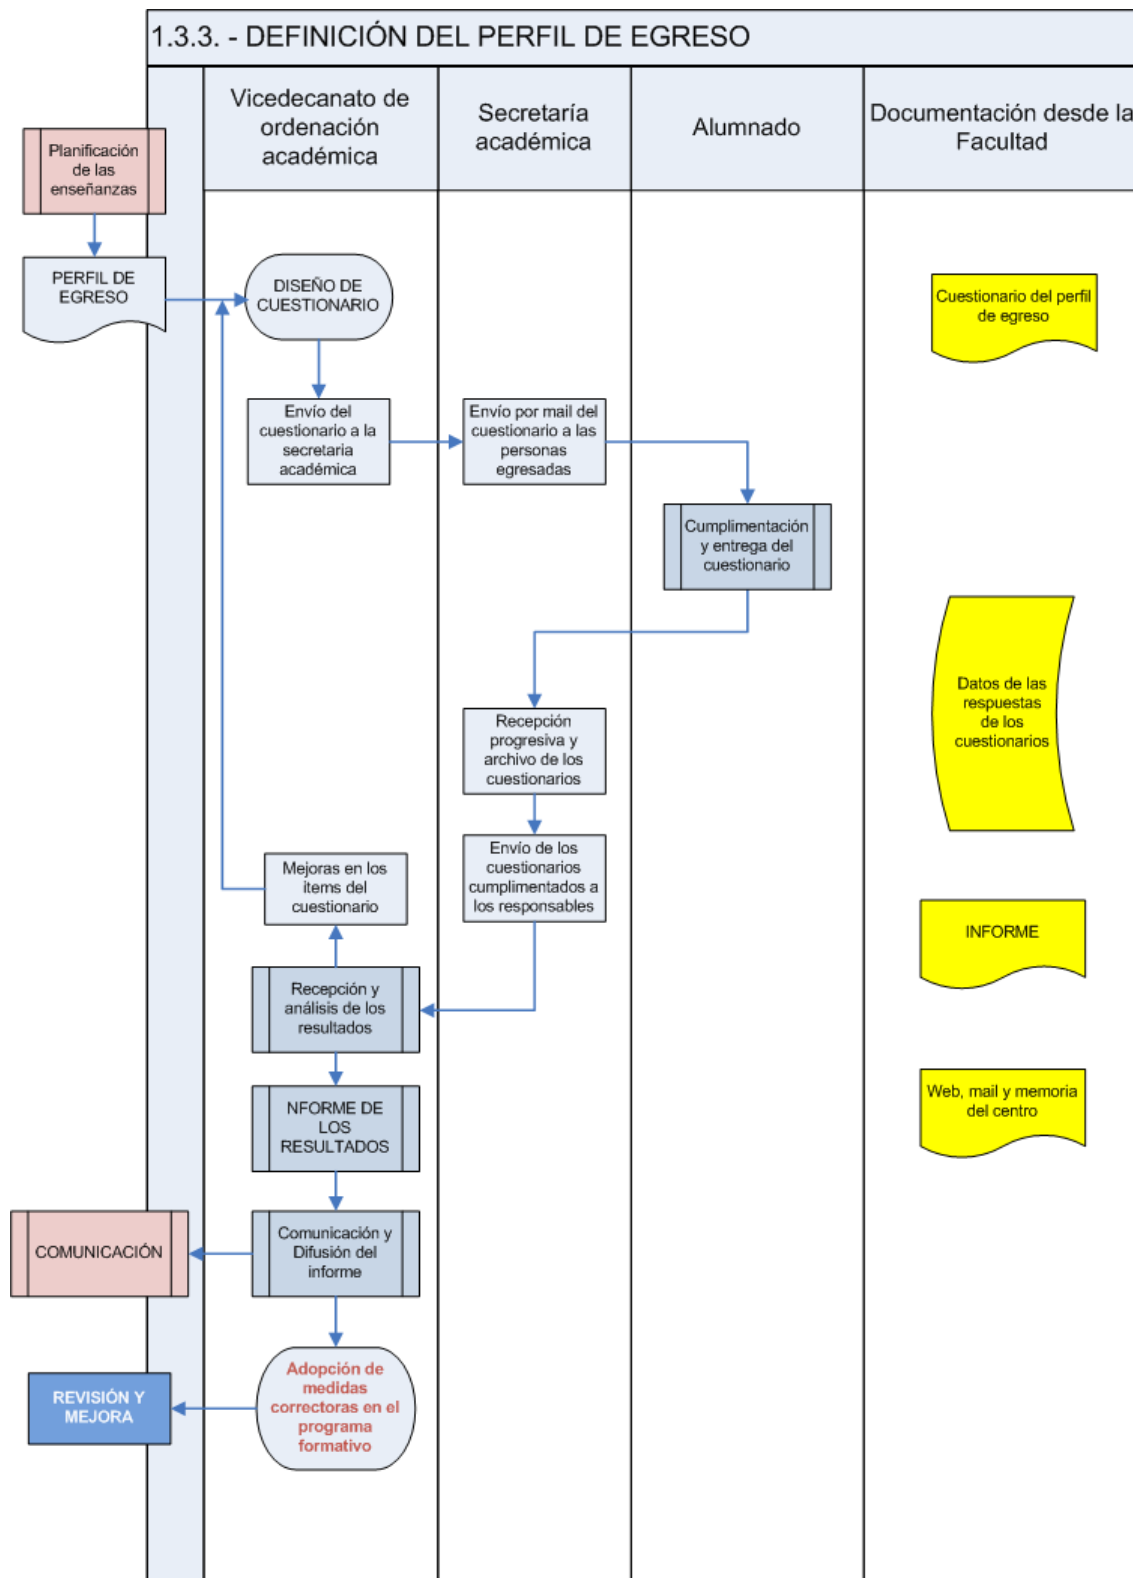 1.3.3. - DEFINICIÓN DEL PERFIL DE EGRESO
Vicedecanato de
ordenación
académica
Secretaría
académica
Alumnado
Documentación desde la
Facultad
Planificación
de las
enseñanzas
PERFIL DE
EGRESO
DISEÑO DE
CUESTIONARIO
Cuestionario del perfil
de egreso
Envío del
cuestionario a la
secretaria
académica
Envío por mail del
cuestionario a las
personas
egresadas
Cumplimentación
y entrega del
cuestionario
Datos de las
respuestas
de los
cuestionarios
Recepción
progresiva y
archivo de los
cuestionarios
Envío de los
cuestionarios
cumplimentados a
los responsables
Mejoras en los
items del
cuestionario
INFORME
Recepción y
análisis de los
resultados
NFORME DE
LOS
RESULTADOS
Web, mail y memoria
del centro
Comunicación y
Difusión del
informe
COMUNICACIÓN
Adopción de
medidas
correctoras en el
programa
formativo
REVISIÓN Y
MEJORA